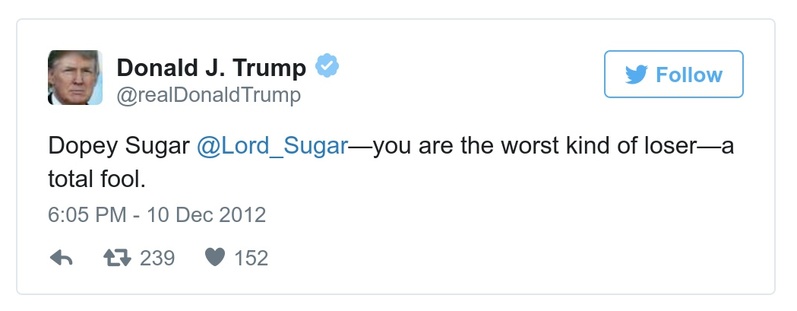 Donald J. Trump
@realDonaldTrump
Follow
Dopey Sugar @Lord_Sugar—you are the worst kind of loser—a
total fool.
6:05 PM - 10 Dec 2012
239 152